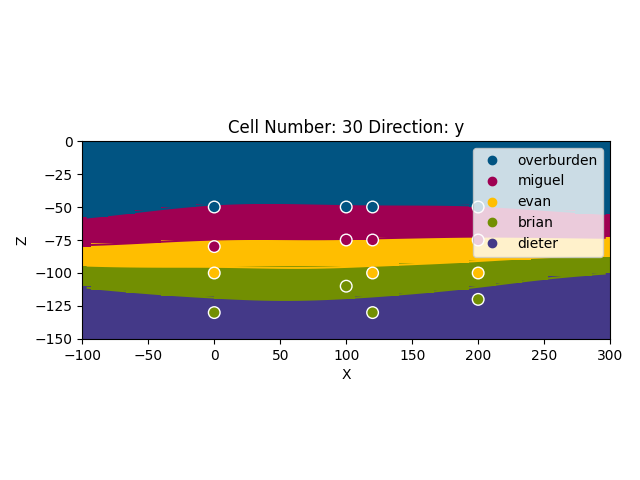 Cell Number: 30 Direction: y
overburden
miguel
evan
brian
dieter
Z
0
−25
−50
−75
−100
−125
−150
−100 −50 0 50 100 150 200 250 300
X